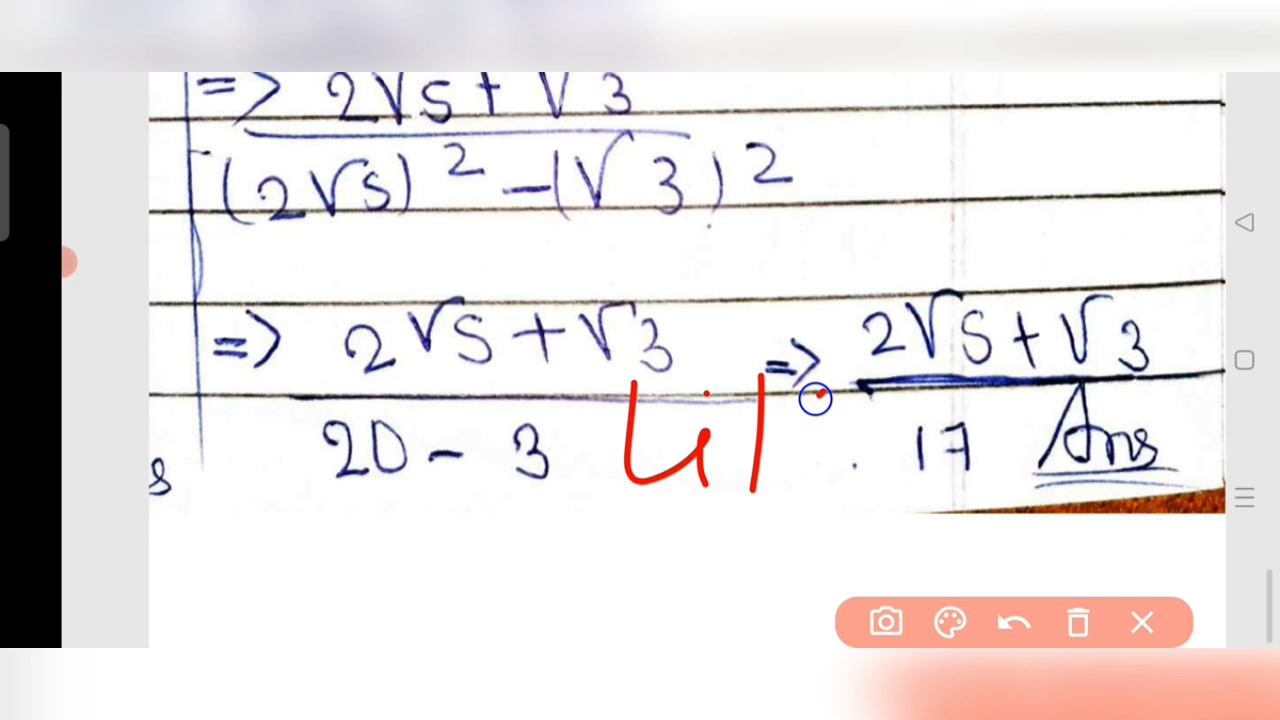 => 2√5 + √3
(2√5)² - (√3)²
=> 2√5 + √3 => 2√5 + √3
20 - 3 17 Ans